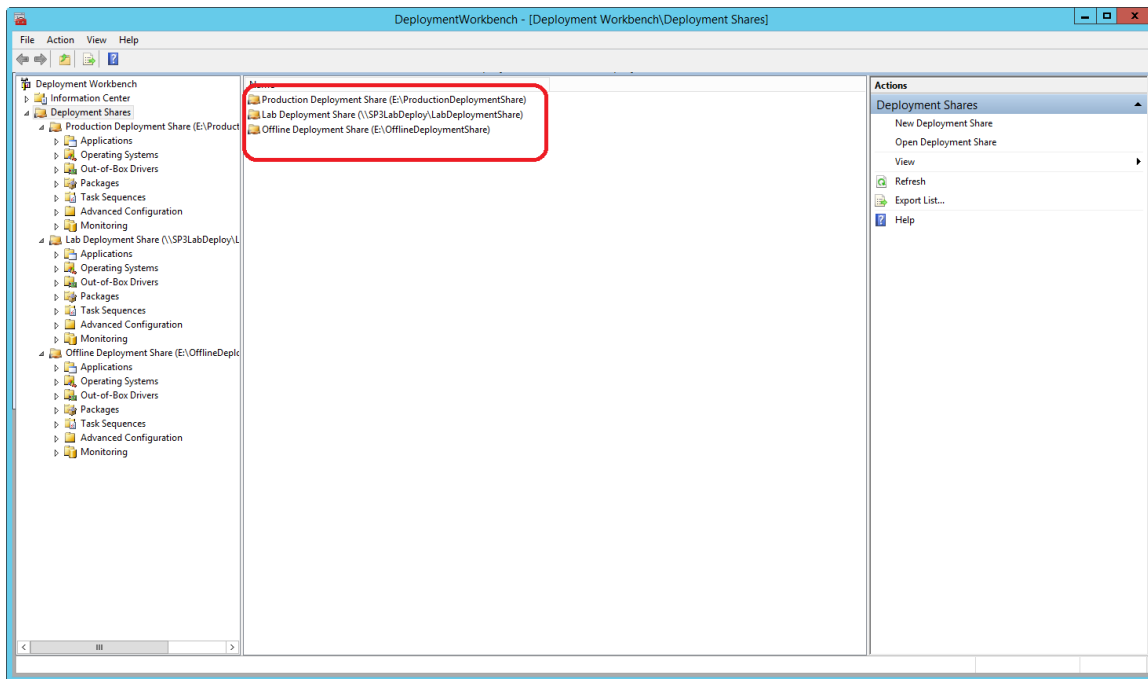 DeploymentWorkbench - [Deployment Workbench\Deployment Shares]
File Action View Help
Deployment Workbench
Information Center
Deployment Shares
Production Deployment Share (E:\Product
Applications
Operating Systems
Out-of-Box Drivers
Packages
Task Sequences
Advanced Configuration
Monitoring
Lab Deployment Share (\\SP3LabDeploy\L
Applications
Operating Systems
Out-of-Box Drivers
Packages
Task Sequences
Advanced Configuration
Monitoring
Offline Deployment Share (E:\OfflineDeplo
Applications
Operating Systems
Out-of-Box Drivers
Packages
Task Sequences
Advanced Configuration
Monitoring
Name
Production Deployment Share (E:\ProductionDeploymentShare)
Lab Deployment Share (\\SP3LabDeploy\LabDeploymentShare)
Offline Deployment Share (E:\OfflineDeploymentShare)
Actions
Deployment Shares
New Deployment Share
Open Deployment Share
View
Refresh
Export List...
Help